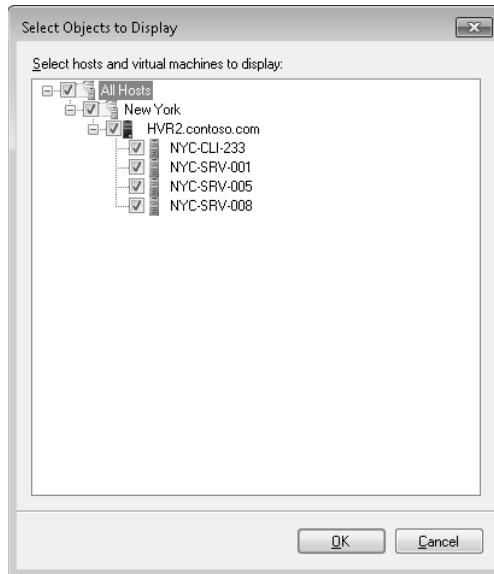 Select Objects to Display
Select hosts and virtual machines to display:
All Hosts
New York
HVR2.contoso.com
NYC-CLI-233
NYC-SRV-001
NYC-SRV-005
NYC-SRV-008
OK
Cancel